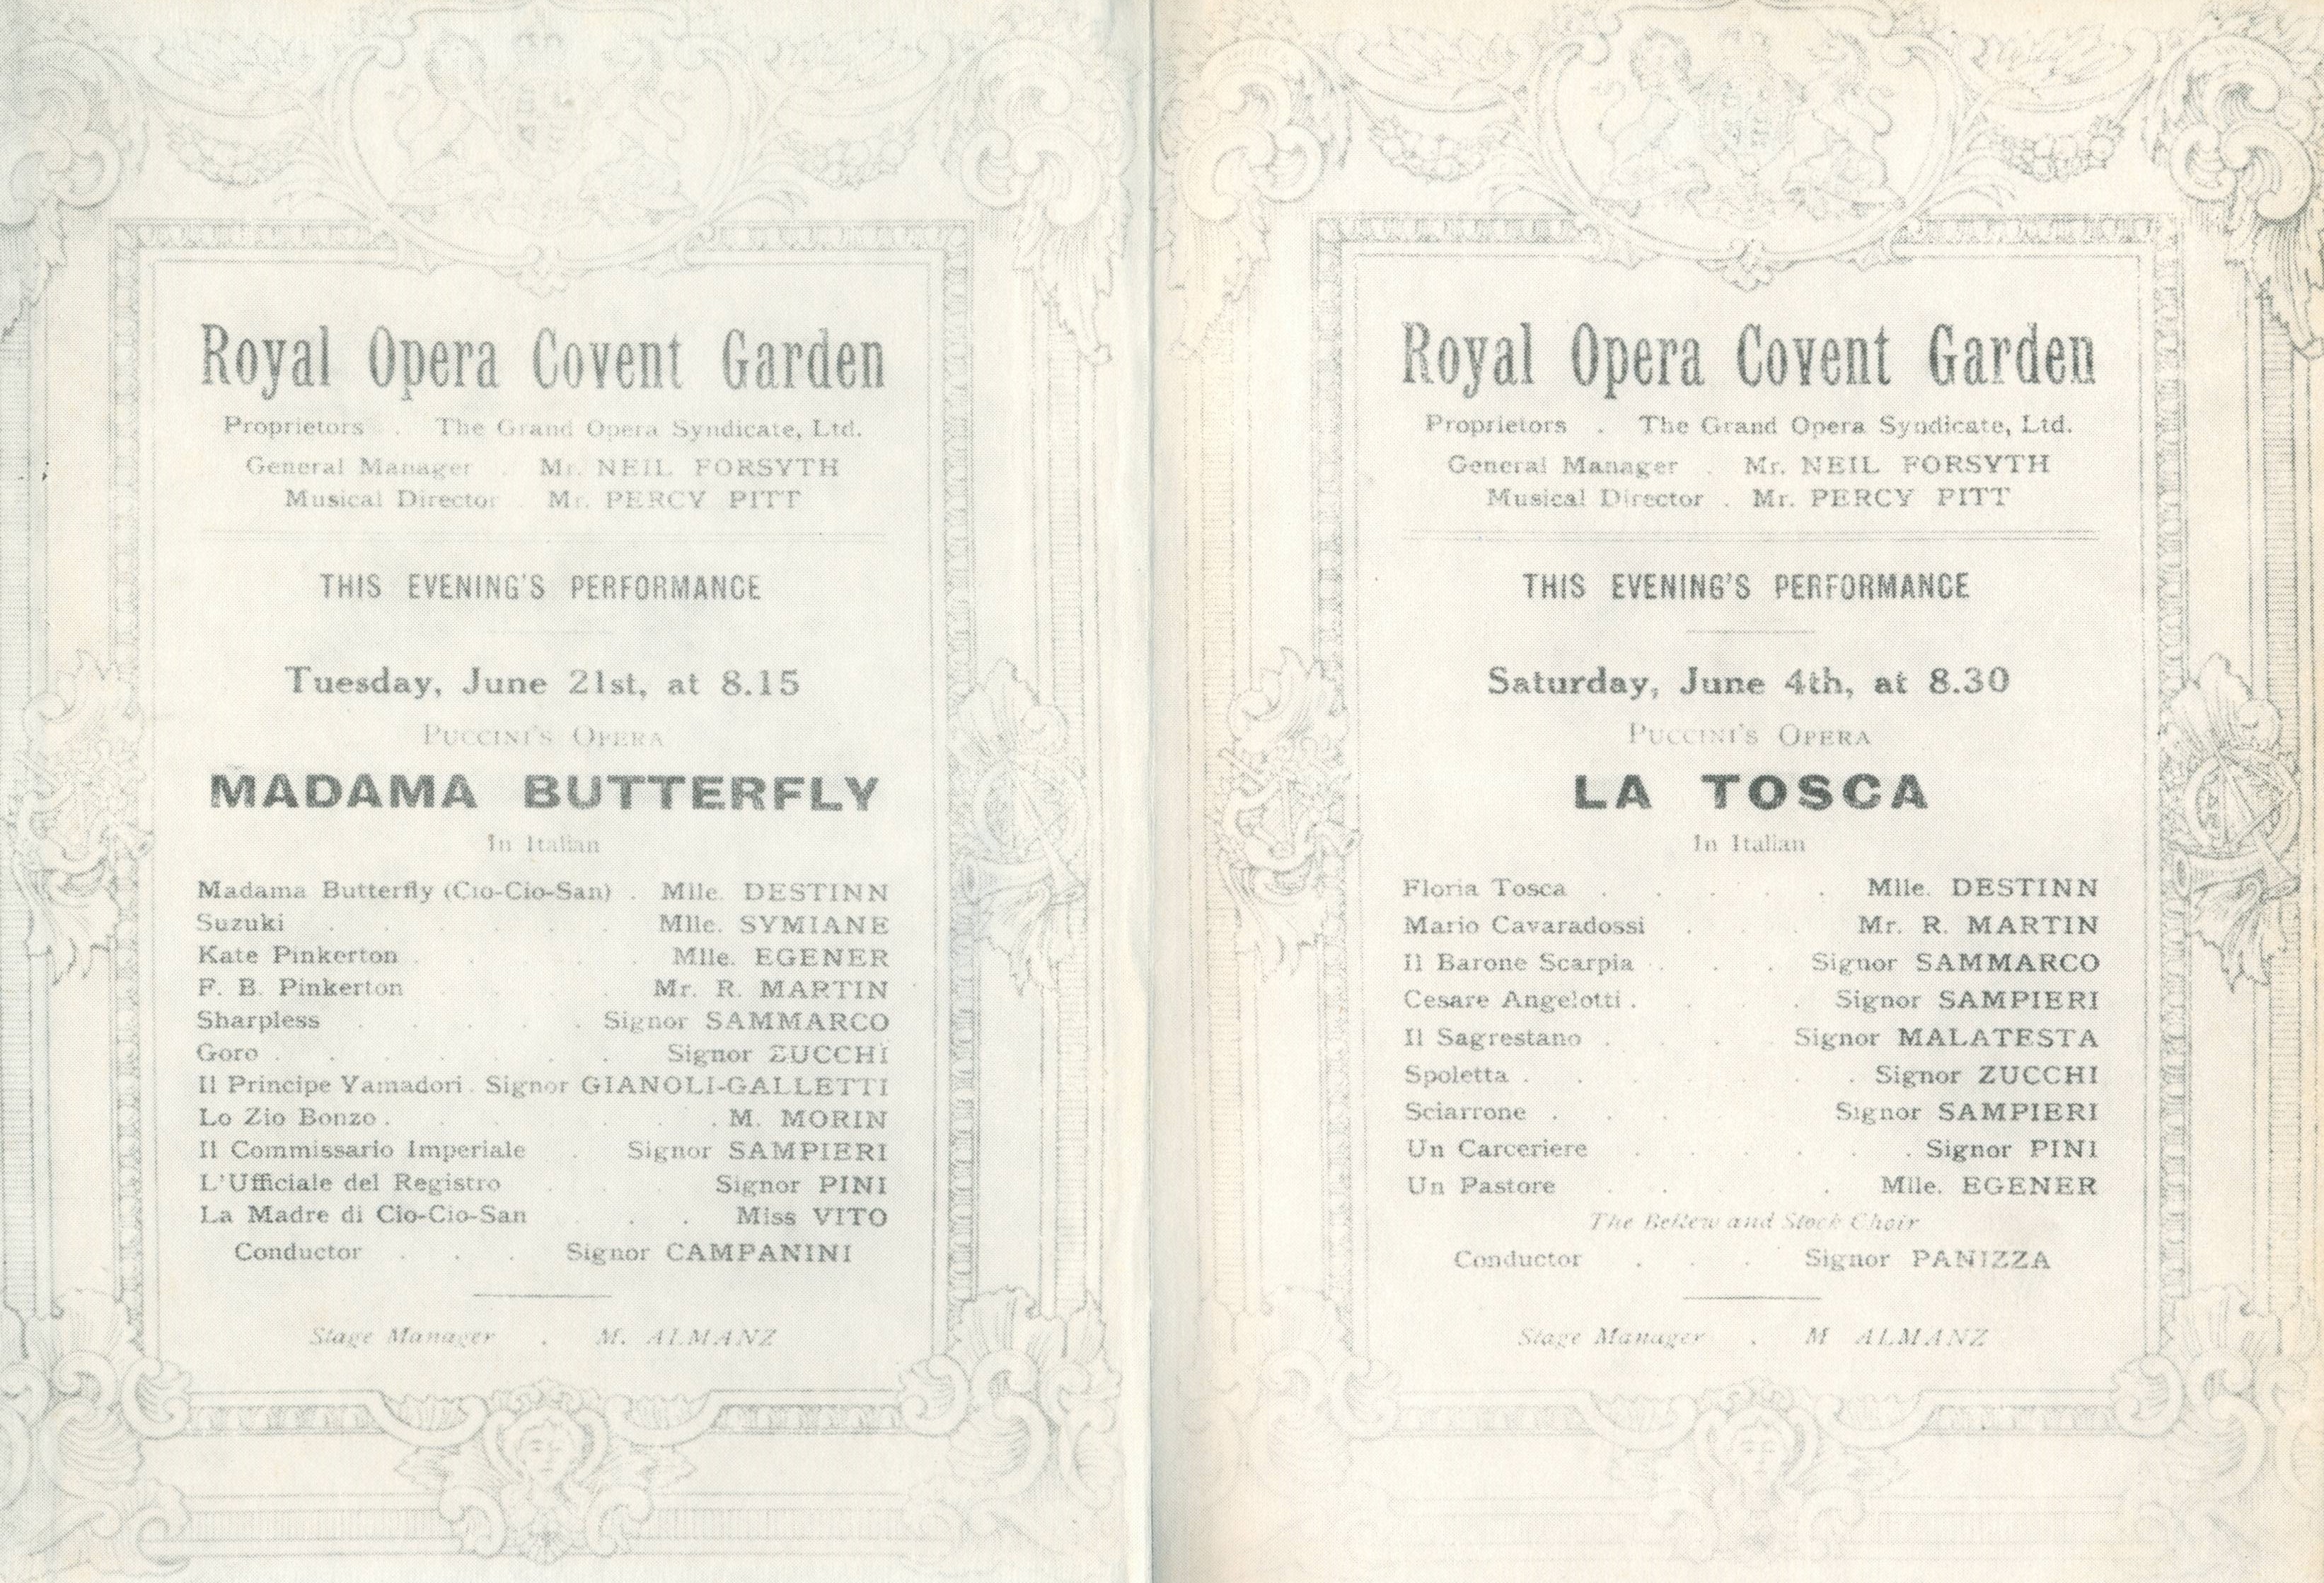 Royal Opera Covent Garden
Proprietors . The Grand Opera Syndicate, Ltd.
General Manager . Mr. NEIL FORSYTH
Musical Director . Mr. PERCY PITT
THIS EVENING'S PERFORMANCE
Tuesday, June 21st, at 8.15
PUCCINI'S OPERA
MADAMA BUTTERFLY
In Italian
Madama Butterfly (Cio-Cio-San) . Mlle. DESTINN
Suzuki . . . . . . Mlle. SYMIANE
Kate Pinkerton . . . . . Mlle. EGENER
F. B. Pinkerton . . . . Mr. R. MARTIN
Sharpless . . . . . Signor SAMMARCO
Goro . . . . . . . Signor ZUCCHI
Il Principe Yamadori . Signor GIANOLI-GALLETTI
Lo Zio Bonzo . . . . . . . M. MORIN
Il Commissario Imperiale . Signor SAMPIERI
L'Ufficiale del Registro . . . Signor PINI
La Madre di Cio-Cio-San . . . Miss VITO
Conductor . . . Signor CAMPANINI
Stage Manager . M. ALMANZ
Royal Opera Covent Garden
Proprietors . The Grand Opera Syndicate, Ltd.
General Manager . Mr. NEIL FORSYTH
Musical Director . Mr. PERCY PITT
THIS EVENING'S PERFORMANCE
Saturday, June 4th, at 8.30
PUCCINI'S OPERA
LA TOSCA
In Italian
Floria Tosca . . . . . Mlle. DESTINN
Mario Cavaradossi . . . Mr. R. MARTIN
Il Barone Scarpia . . . Signor SAMMARCO
Cesare Angelotti . . . . Signor SAMPIERI
Il Sagrestano . . . . Signor MALATESTA
Spoletta . . . . . . . Signor ZUCCHI
Sciarrone . . . . . Signor SAMPIERI
Un Carceriere . . . . . . Signor PINI
Un Pastore . . . Mlle. EGENER
The Bellew and Stock Choir
Conductor . . . Signor PANIZZA
Stage Manager . M ALMANZ